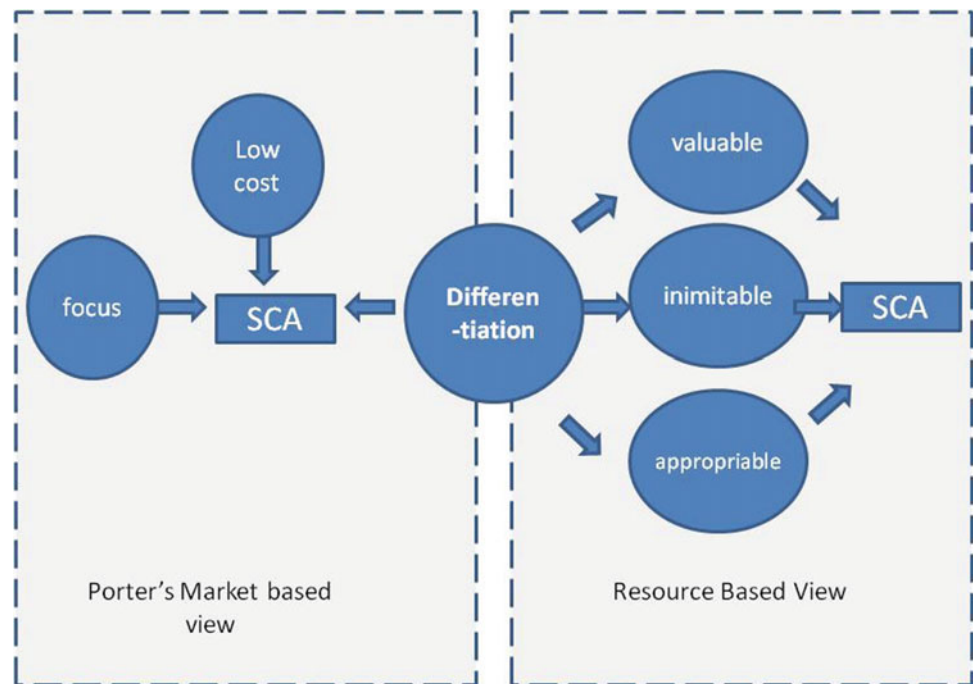 Low
cost
focus
SCA
Differen
-tiation
valuable
inimitable
appropriable
SCA
Porter’s Market based
view
Resource Based View